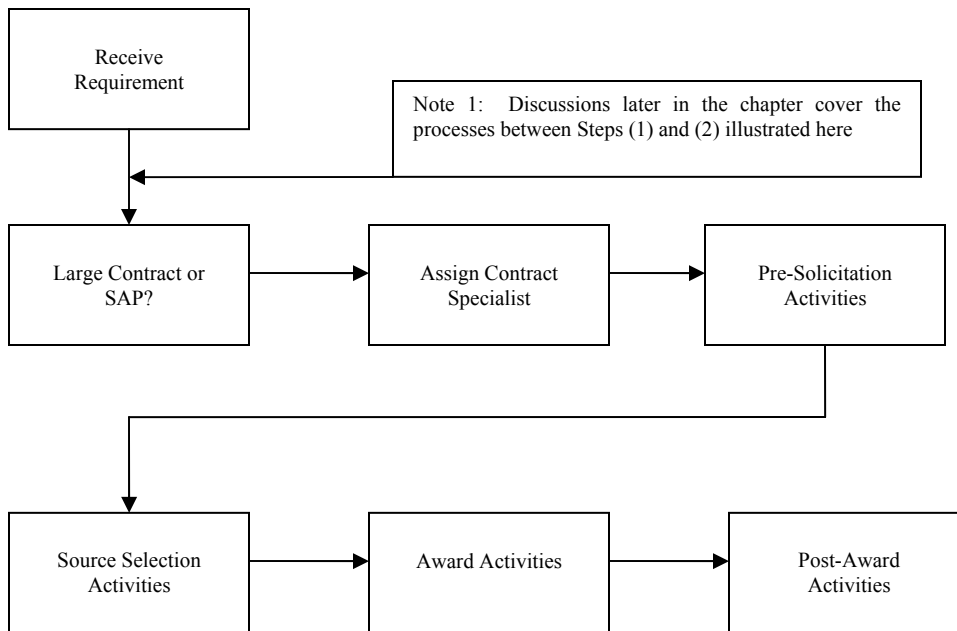 Receive
Requirement
Note 1: Discussions later in the chapter cover the
processes between Steps (1) and (2) illustrated here
Large Contract or
SAP?
Assign Contract
Specialist
Pre-Solicitation
Activities
Source Selection
Activities
Award Activities
Post-Award
Activities